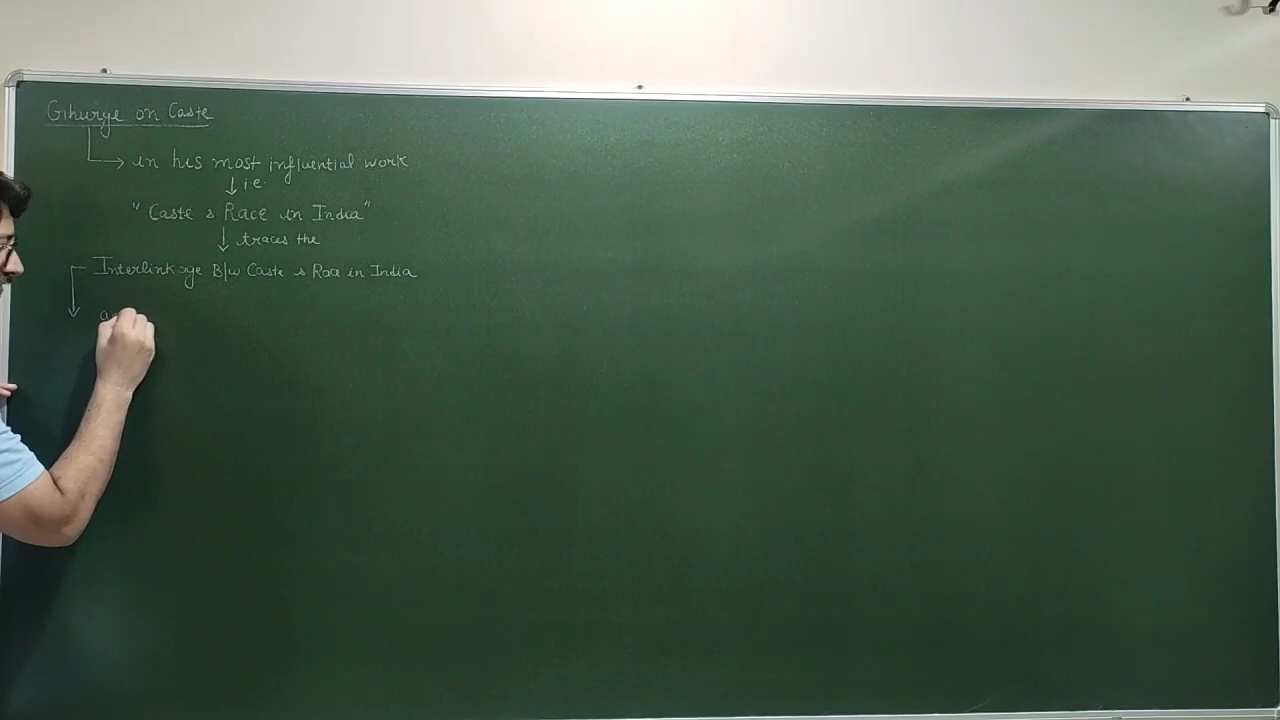 Ghurye on Caste
in his most influential work
i.e.
" Caste & Race in India"
traces the
Interlinkage B/w Caste & Race in India